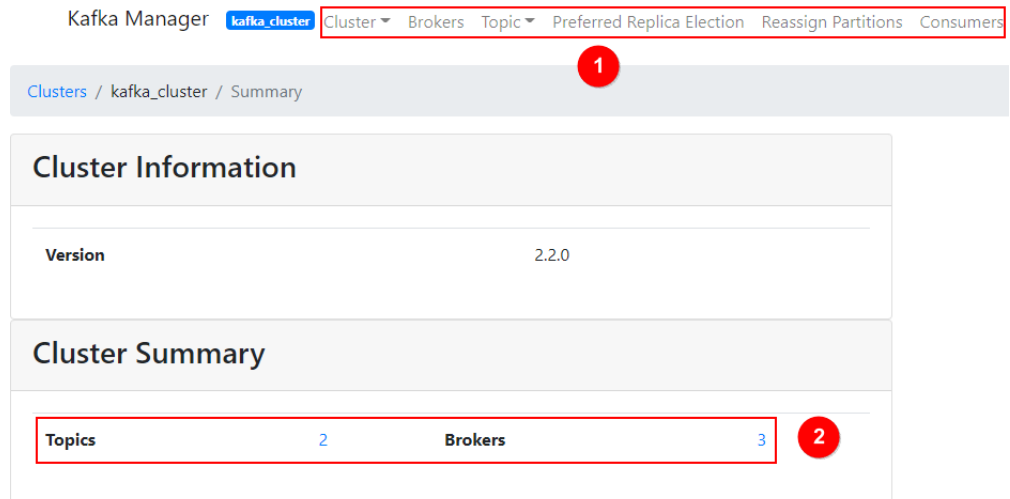 Kafka Manager kafka_cluster Cluster Brokers Topic Preferred Replica Election Reassign Partitions Consumers
1
Clusters / kafka_cluster / Summary
Cluster Information
Version 2.2.0
Cluster Summary
Topics 2 Brokers 3
2